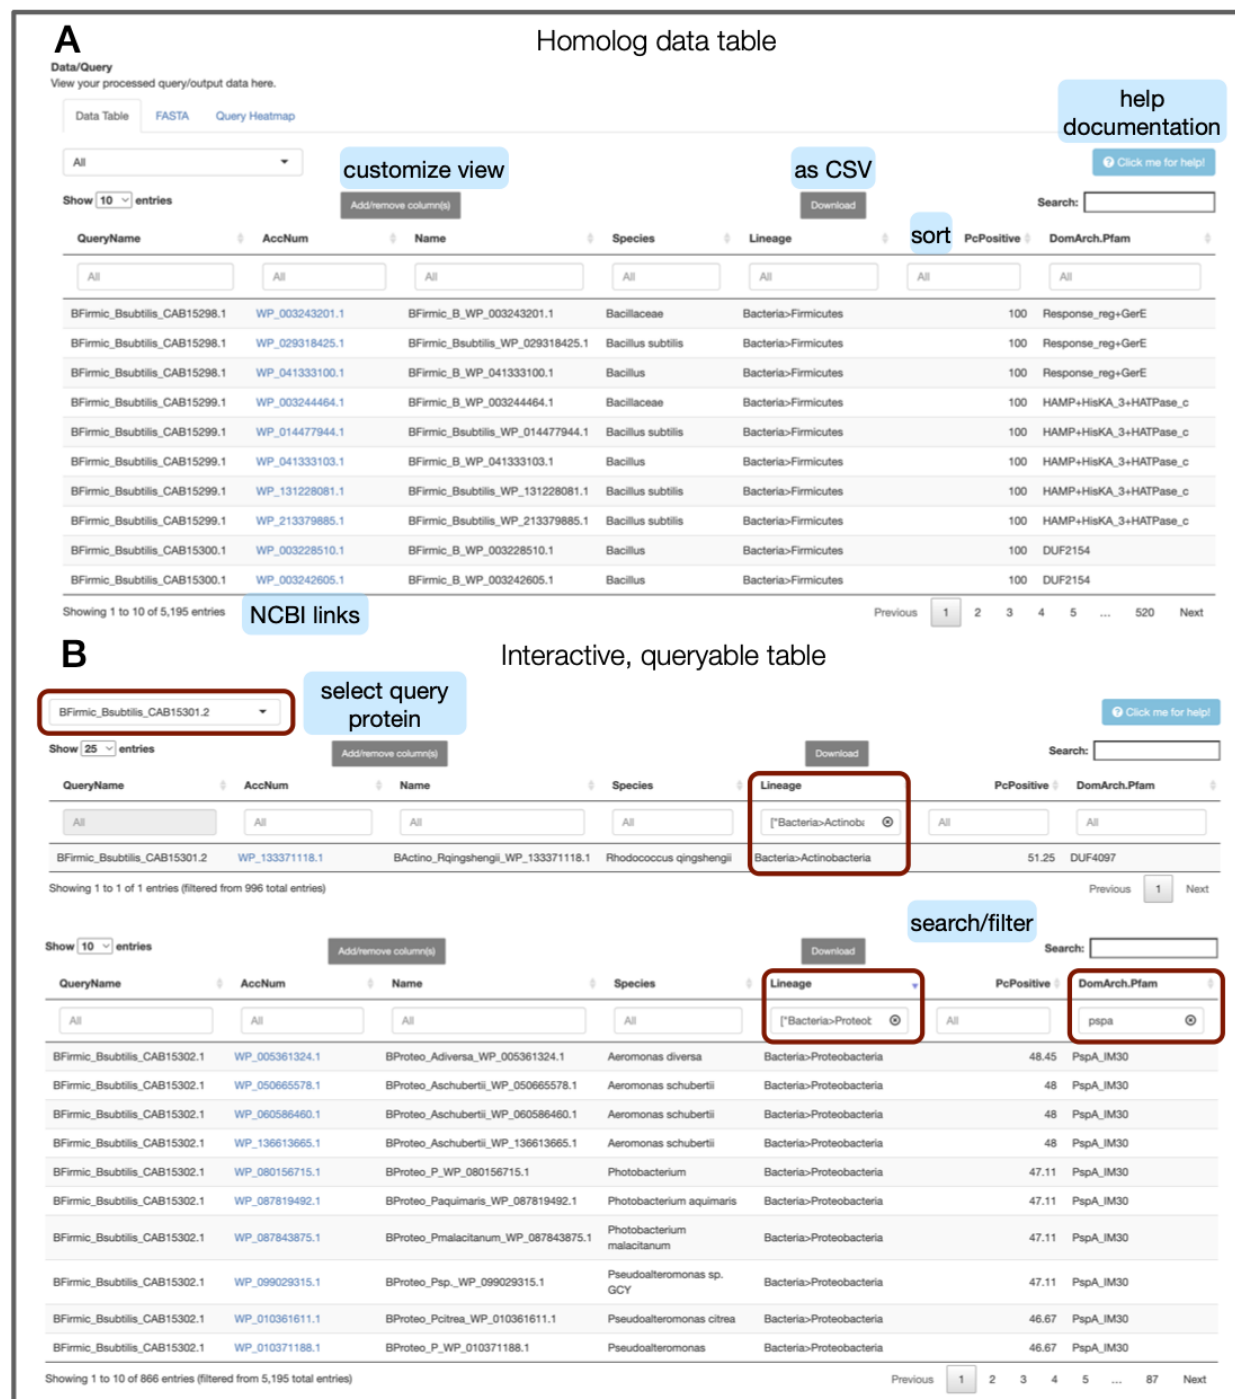 A Homolog data table
Data/Query
View your processed query/output data here.
Data Table FASTA Query Heatmap
help documentation
All
customize view
as CSV
Click me for help!
Show 10 entries
Add/remove column(s)
Download
Search:
QueryName AccNum Name Species Lineage sort PcPositive DomArch.Pfam
All All All All All All All
BFirmic_Bsubtilis_CAB15298.1 WP_003243201.1 BFirmic_B_WP_003243201.1 Bacillaceae Bacteria>Firmicutes 100 Response_reg+GerE
BFirmic_Bsubtilis_CAB15298.1 WP_029318425.1 BFirmic_Bsubtilis_WP_029318425.1 Bacillus subtilis Bacteria>Firmicutes 100 Response_reg+GerE
BFirmic_Bsubtilis_CAB15298.1 WP_041333100.1 BFirmic_B_WP_041333100.1 Bacillus Bacteria>Firmicutes 100 Response_reg+GerE
BFirmic_Bsubtilis_CAB15299.1 WP_003244464.1 BFirmic_B_WP_003244464.1 Bacillaceae Bacteria>Firmicutes 100 HAMP+HisKA_3+HATPase_c
BFirmic_Bsubtilis_CAB15299.1 WP_014477944.1 BFirmic_Bsubtilis_WP_014477944.1 Bacillus subtilis Bacteria>Firmicutes 100 HAMP+HisKA_3+HATPase_c
BFirmic_Bsubtilis_CAB15299.1 WP_041333103.1 BFirmic_B_WP_041333103.1 Bacillus Bacteria>Firmicutes 100 HAMP+HisKA_3+HATPase_c
BFirmic_Bsubtilis_CAB15299.1 WP_131228081.1 BFirmic_Bsubtilis_WP_131228081.1 Bacillus subtilis Bacteria>Firmicutes 100 HAMP+HisKA_3+HATPase_c
BFirmic_Bsubtilis_CAB15299.1 WP_213379885.1 BFirmic_Bsubtilis_WP_213379885.1 Bacillus subtilis Bacteria>Firmicutes 100 HAMP+HisKA_3+HATPase_c
BFirmic_Bsubtilis_CAB15300.1 WP_003228510.1 BFirmic_B_WP_003228510.1 Bacillus Bacteria>Firmicutes 100 DUF2154
BFirmic_Bsubtilis_CAB15300.1 WP_003242605.1 BFirmic_B_WP_003242605.1 Bacillus Bacteria>Firmicutes 100 DUF2154
Showing 1 to 10 of 5,195 entries NCBI links Previous 1 2 3 4 5 ... 520 Next
B Interactive, queryable table
BFirmic_Bsubtilis_CAB15301.2
select query protein
Click me for help!
Show 25 entries
Add/remove column(s)
Download
Search:
QueryName AccNum Name Species Lineage PcPositive DomArch.Pfam
All All All All ["Bacteria>Actinoba All All
BFirmic_Bsubtilis_CAB15301.2 WP_133371118.1 BActino_Rqingshengii_WP_133371118.1 Rhodococcus qingshengii Bacteria>Actinobacteria 51.25 DUF4097
Showing 1 to 1 of 1 entries (filtered from 996 total entries) Previous 1 Next
search/filter
Show 10 entries
Add/remove column(s)
Download
Search:
QueryName AccNum Name Species Lineage PcPositive DomArch.Pfam
All All All All ["Bacteria>Proteob All pspa
BFirmic_Bsubtilis_CAB15302.1 WP_005361324.1 BProteo_Adiversa_WP_005361324.1 Aeromonas diversa Bacteria>Proteobacteria 48.45 PspA_IM30
BFirmic_Bsubtilis_CAB15302.1 WP_050665578.1 BProteo_Aschubertii_WP_050665578.1 Aeromonas schubertii Bacteria>Proteobacteria 48 PspA_IM30
BFirmic_Bsubtilis_CAB15302.1 WP_060586460.1 BProteo_Aschubertii_WP_060586460.1 Aeromonas schubertii Bacteria>Proteobacteria 48 PspA_IM30
BFirmic_Bsubtilis_CAB15302.1 WP_136613665.1 BProteo_Aschubertii_WP_136613665.1 Aeromonas schubertii Bacteria>Proteobacteria 48 PspA_IM30
BFirmic_Bsubtilis_CAB15302.1 WP_080156715.1 BProteo_P_WP_080156715.1 Photobacterium Bacteria>Proteobacteria 47.11 PspA_IM30
BFirmic_Bsubtilis_CAB15302.1 WP_087819492.1 BProteo_Paquimaris_WP_087819492.1 Photobacterium aquimaris Bacteria>Proteobacteria 47.11 PspA_IM30
BFirmic_Bsubtilis_CAB15302.1 WP_087843875.1 BProteo_Pmalacitanum_WP_087843875.1 Photobacterium malacitanum Bacteria>Proteobacteria 47.11 PspA_IM30
BFirmic_Bsubtilis_CAB15302.1 WP_099029315.1 BProteo_Psp._WP_099029315.1 Pseudoalteromonas sp. GCY Bacteria>Proteobacteria 47.11 PspA_IM30
BFirmic_Bsubtilis_CAB15302.1 WP_010361611.1 BProteo_Pcitrea_WP_010361611.1 Pseudoalteromonas citrea Bacteria>Proteobacteria 46.67 PspA_IM30
BFirmic_Bsubtilis_CAB15302.1 WP_010371188.1 BProteo_P_WP_010371188.1 Pseudoalteromonas Bacteria>Proteobacteria 46.67 PspA_IM30
Showing 1 to 10 of 866 entries (filtered from 5,195 total entries) Previous 1 2 3 4 5 ... 87 Next